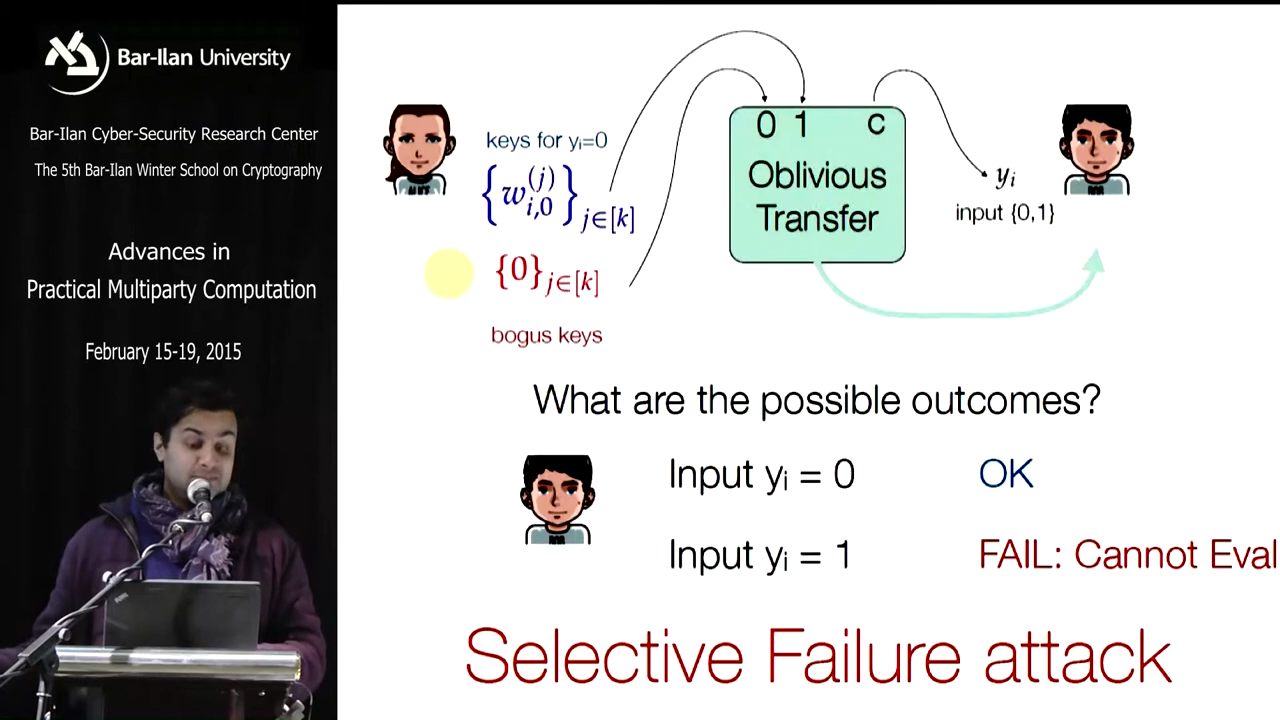 Bar-Ilan University
Bar-Ilan Cyber-Security Research Center
The 5th Bar-Ilan Winter School on Cryptography
Advances in
Practical Multiparty Computation
February 15-19, 2015
keys for yᵢ=0
{w_{i,0}^{(j)}}_{j∈[k]}
{0}_{j∈[k]}
bogus keys
0 1 c
Oblivious
Transfer
yᵢ
input {0,1}
What are the possible outcomes?
Input yᵢ = 0 OK
Input yᵢ = 1 FAIL: Cannot Eval
Selective Failure attack